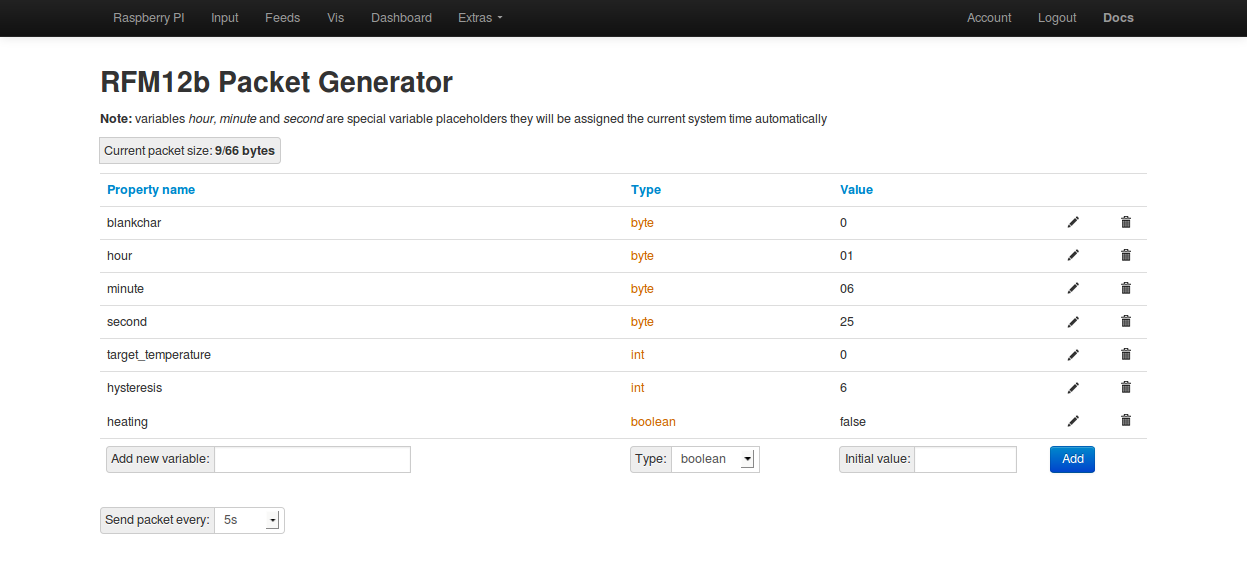 Raspberry PI Input Feeds Vis Dashboard Extras Account Logout Docs
RFM12b Packet Generator
Note: variables hour, minute and second are special variable placeholders they will be assigned the current system time automatically
Current packet size: 9/66 bytes
Property name Type Value
blankchar byte 0
hour byte 01
minute byte 06
second byte 25
target_temperature int 0
hysteresis int 6
heating boolean false
Add new variable: Type: boolean Initial value: Add
Send packet every: 5s